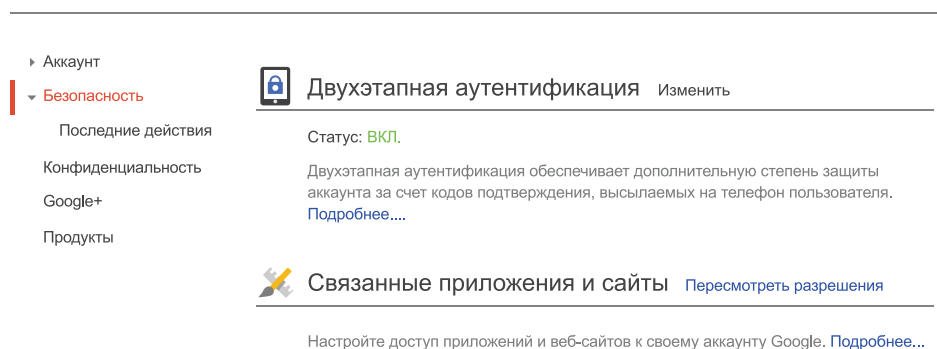 Аккаунт
Безопасность
Последние действия
Конфиденциальность
Google+
Продукты
Двухэтапная аутентификация Изменить
Статус: ВКЛ.
Двухэтапная аутентификация обеспечивает дополнительную степень защиты
аккаунта за счет кодов подтверждения, высылаемых на телефон пользователя.
Подробнее....
Связанные приложения и сайты Пересмотреть разрешения
Настройте доступ приложений и веб-сайтов к своему аккаунту Google. Подробнее...